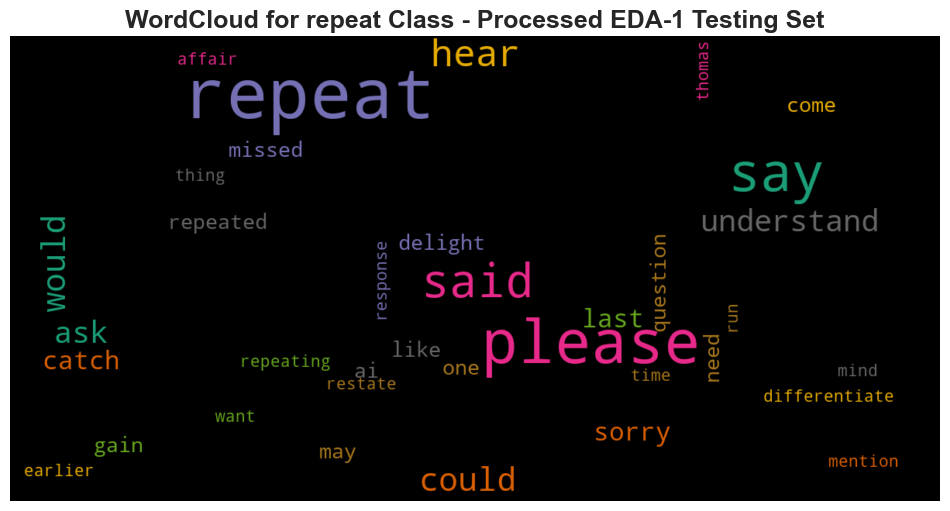 WordCloud for repeat Class - Processed EDA-1 Testing Set
affair
hear
thomas
repeat
come
missed
say
thing
repeated
understand
would
response
delight
question
said
last
run
please
ask
catch
repeating
like
ai
one
need
restate
time
mind
want
differentiate
sorry
gain
may
earlier
could
mention